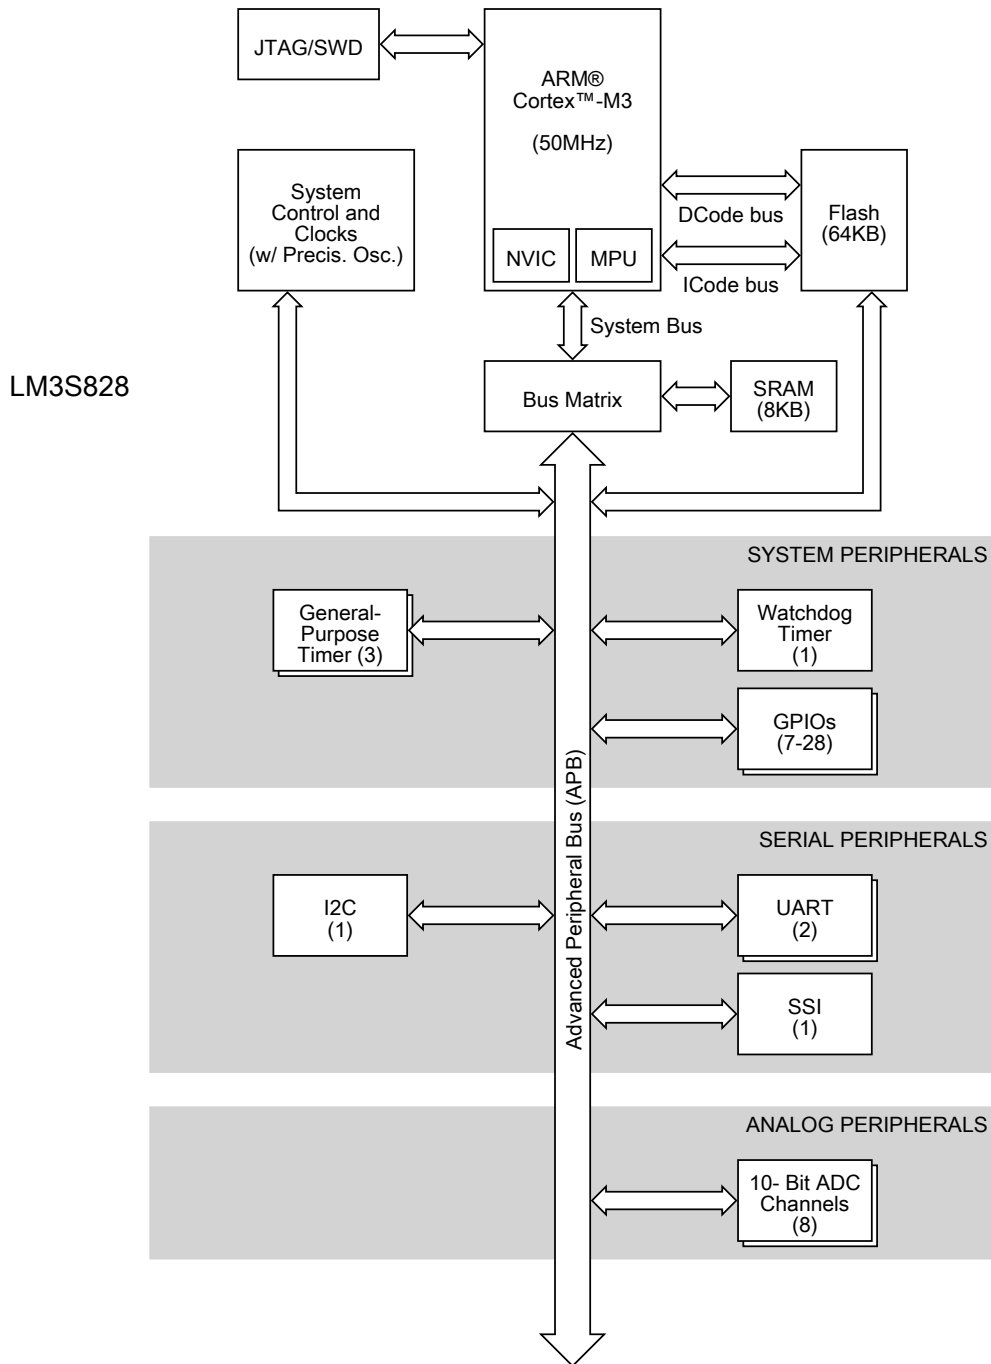 JTAG/SWD
ARM®
Cortex™-M3
(50MHz)
NVIC
MPU
System
Control and
Clocks
(w/ Precis. Osc.)
DCode bus
ICode bus
Flash
(64KB)
System Bus
LM3S828
Bus Matrix
SRAM
(8KB)
SYSTEM PERIPHERALS
General-
Purpose
Timer (3)
Watchdog
Timer
(1)
GPIOs
(7-28)
Advanced Peripheral Bus (APB)
SERIAL PERIPHERALS
I2C
(1)
UART
(2)
SSI
(1)
ANALOG PERIPHERALS
10- Bit ADC
Channels
(8)